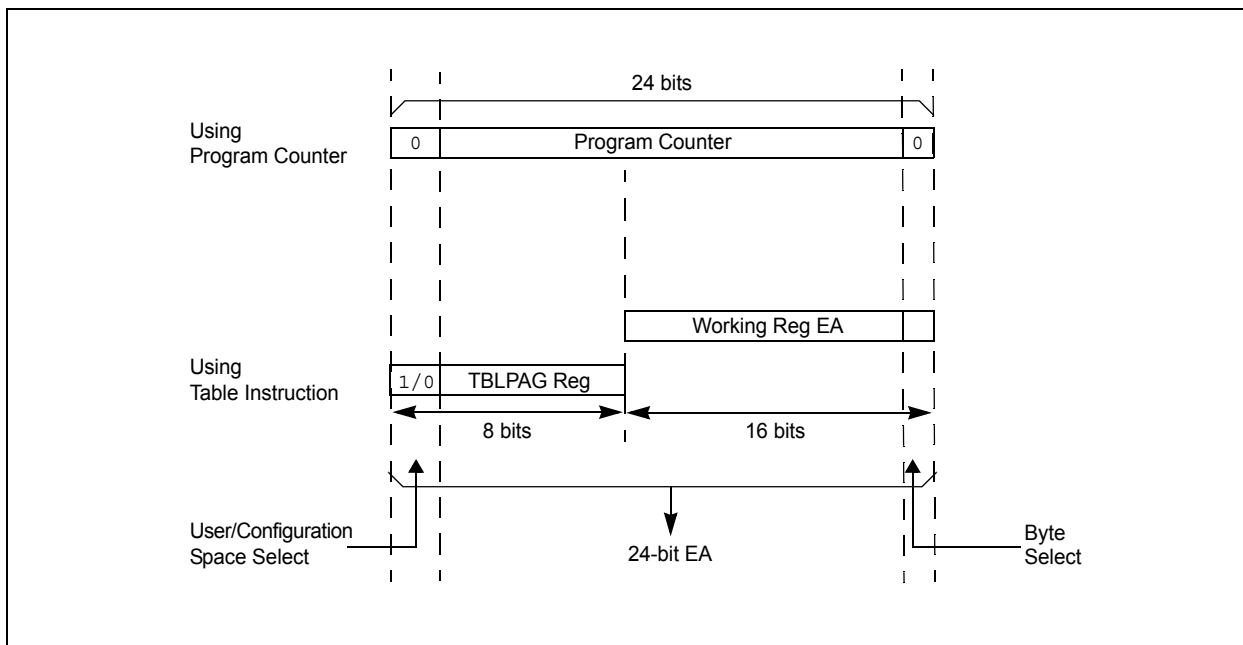 24 bits
Using
Program Counter
0
Program Counter
0
Working Reg EA
Using
Table Instruction
1/0
TBLPAG Reg
8 bits
16 bits
User/Configuration
Space Select
24-bit EA
Byte
Select